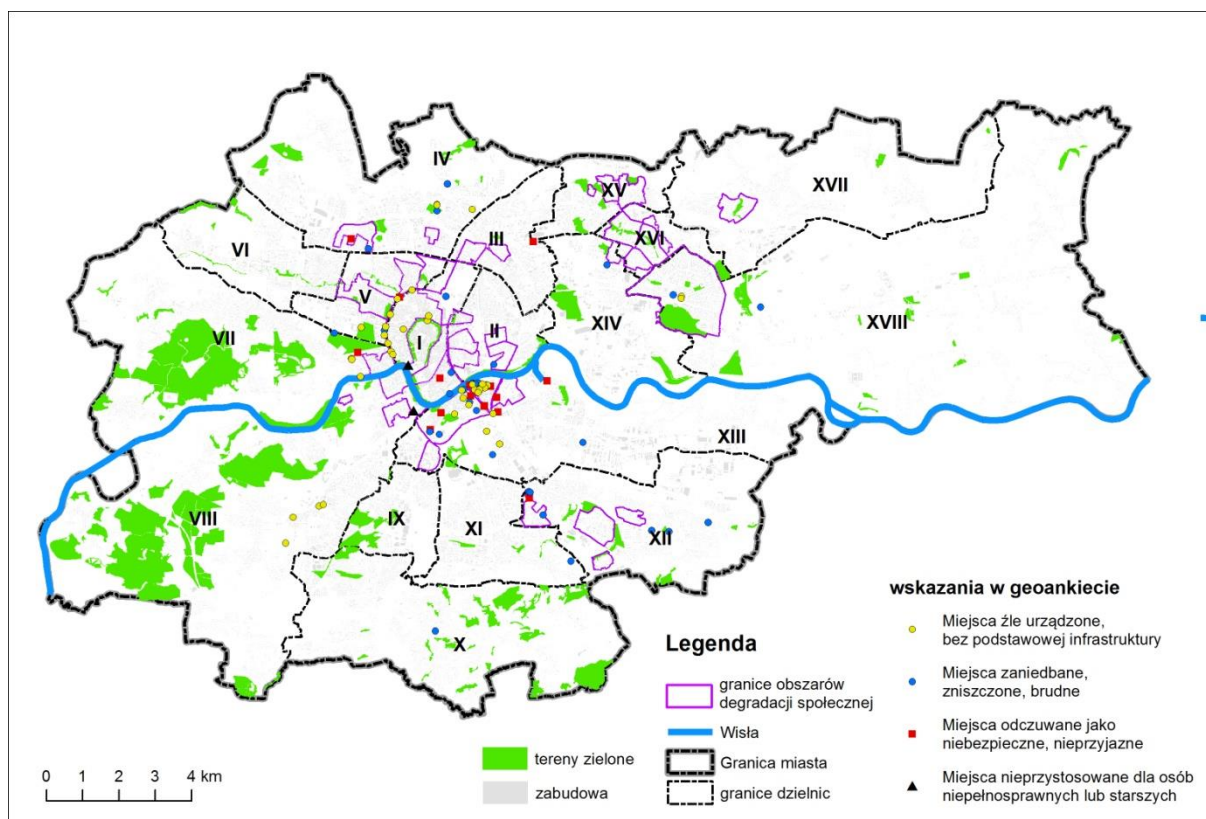 IV
XV
XVII
III
XVI
VI
V
VII
I
II
XIV
XVIII
XIII
VIII
IX
XI
XII
X
Legenda
granice obszarów
degradacji społecznej
Wisła
Granica miasta
granice dzielnic
tereny zielone
zabudowa
0 1 2 3 4 km
wskazania w geoankiecie
Miejsca źle urządzone,
bez podstawowej infrastruktury
Miejsca zaniedbane,
zniszczone, brudne
Miejsca odczuwane jako
niebezpieczne, nieprzyjazne
Miejsca nieprzystosowane dla osób
niepełnosprawnych lub starszych